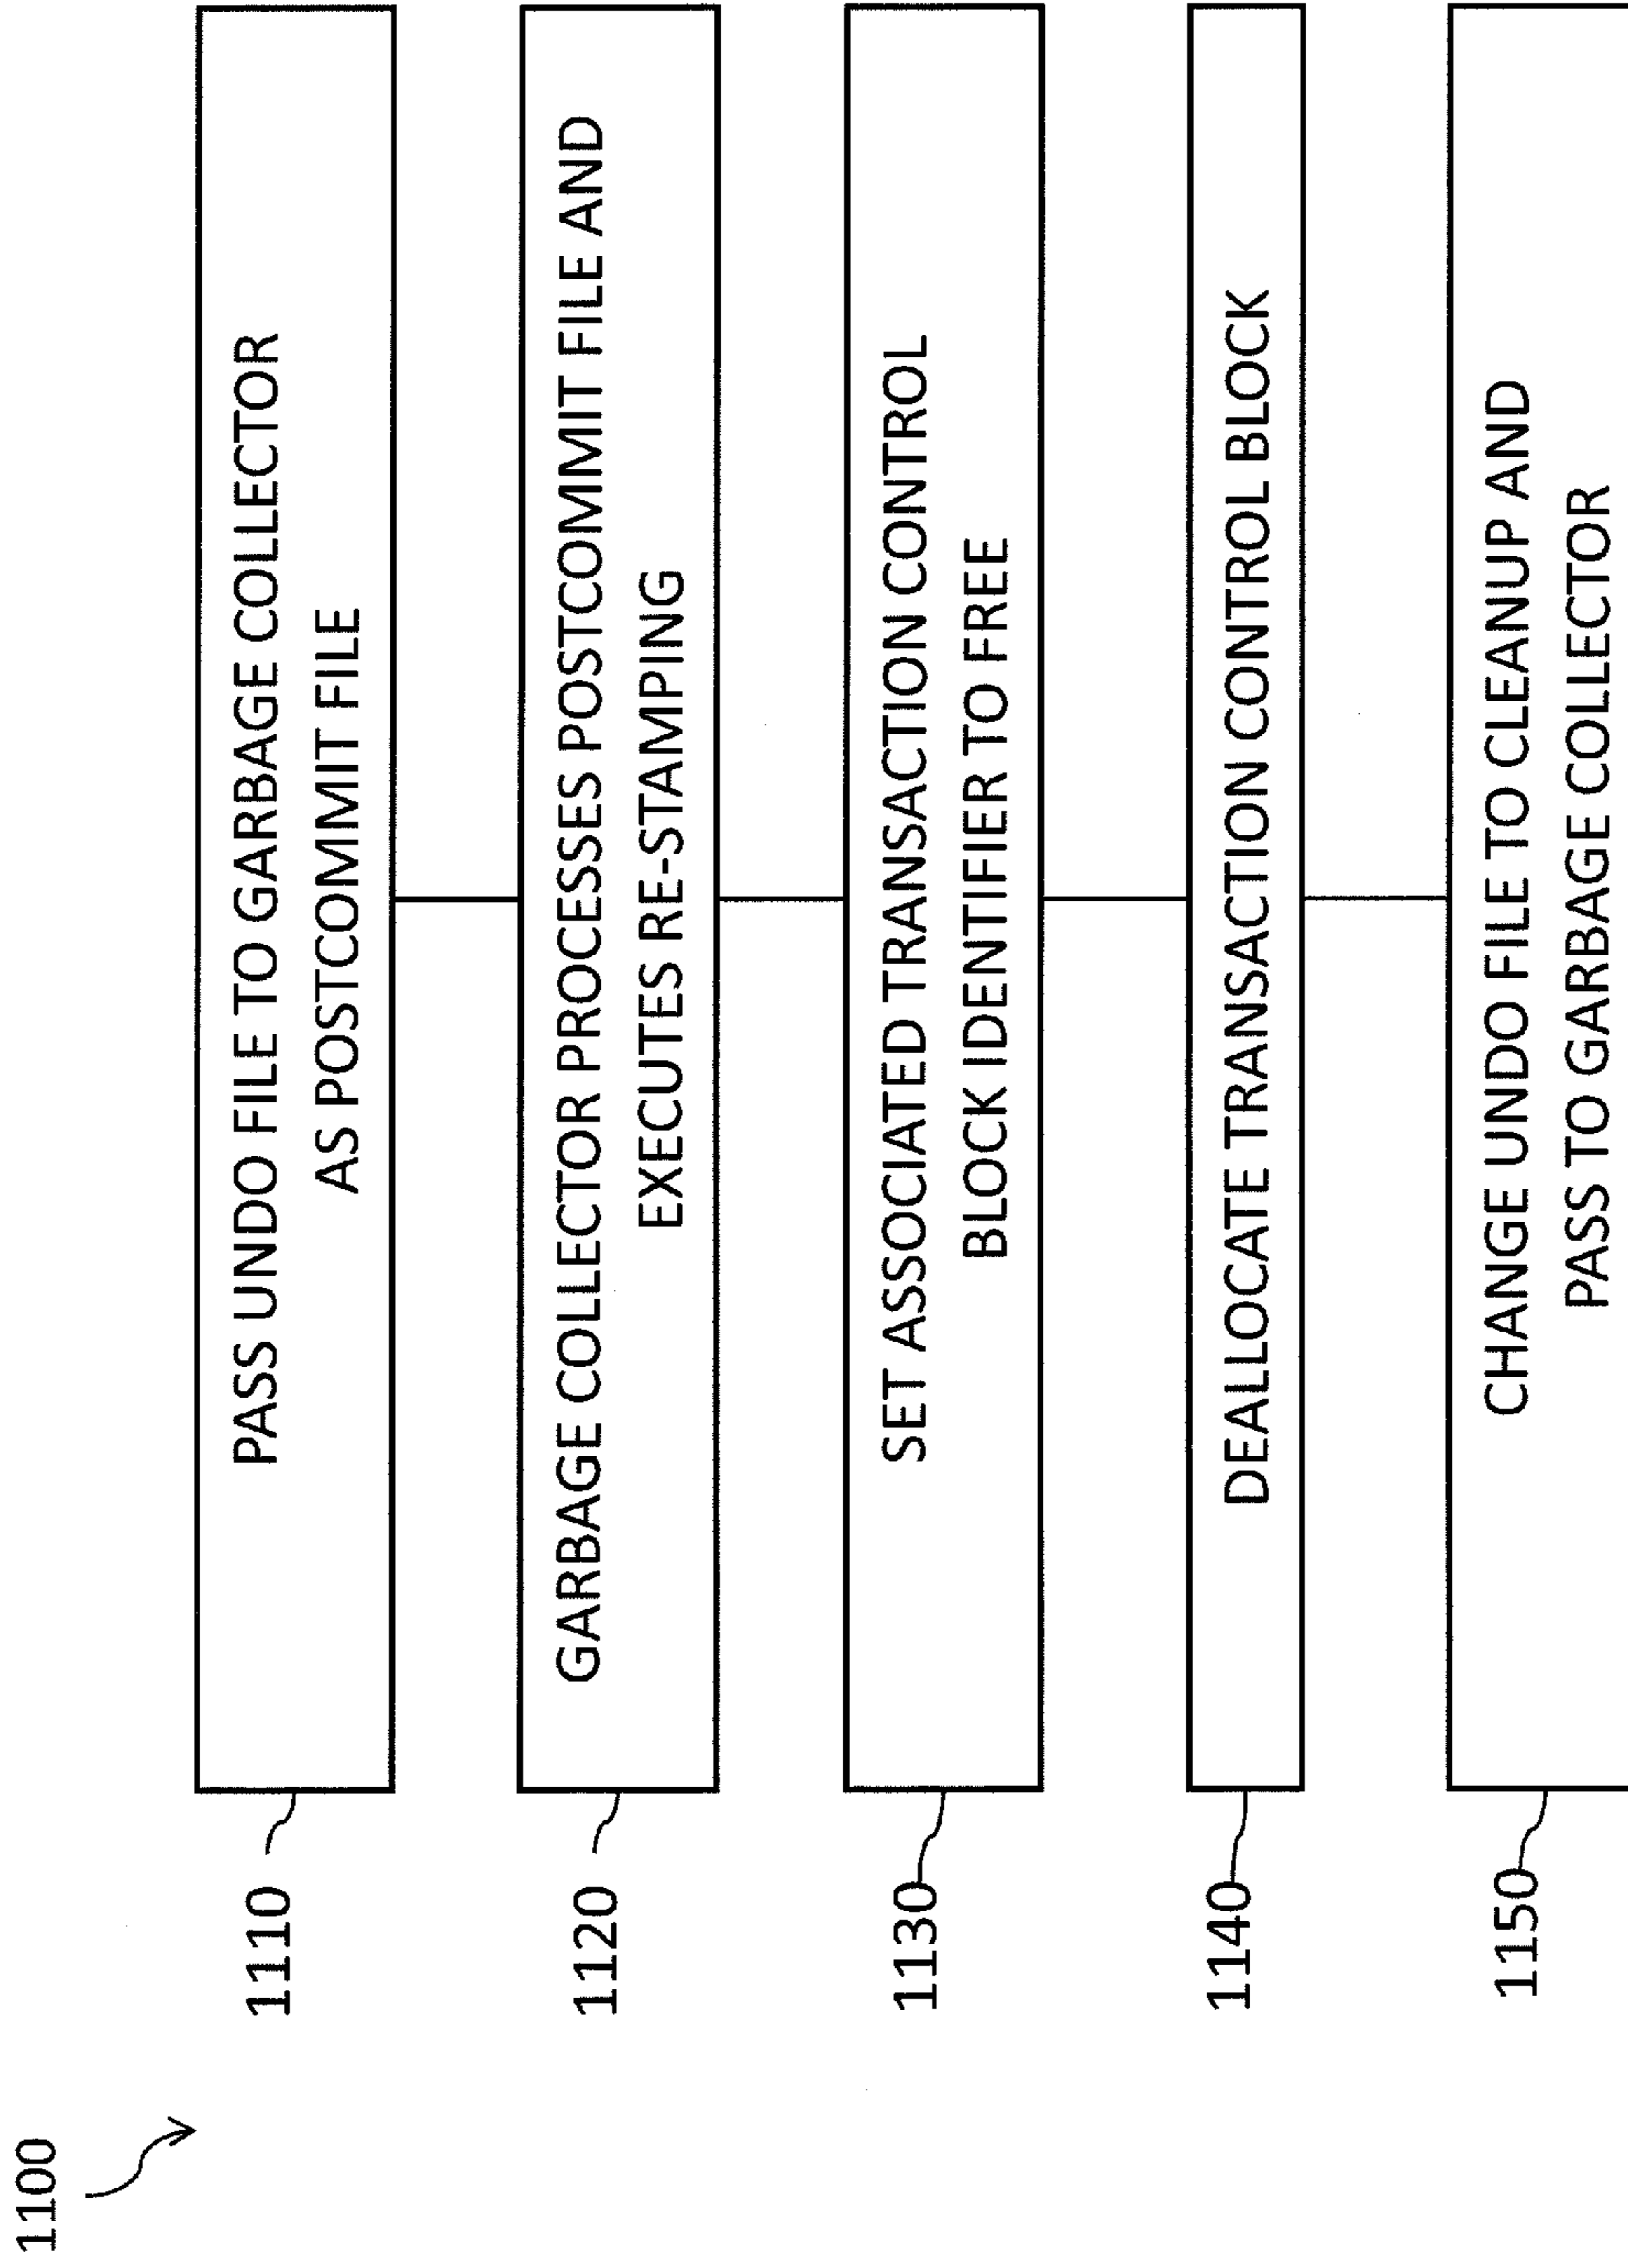 1100
1110
PASS UNDO FILE TO GARBAGE COLLECTOR
AS POSTCOMMIT FILE
1120
GARBAGE COLLECTOR PROCESSES POSTCOMMIT FILE AND
EXECUTES RE-STAMPING
1130
SET ASSOCIATED TRANSACTION CONTROL
BLOCK IDENTIFIER TO FREE
1140
DEALLOCATE TRANSACTION CONTROL BLOCK
1150
CHANGE UNDO FILE TO CLEANUP AND
PASS TO GARBAGE COLLECTOR